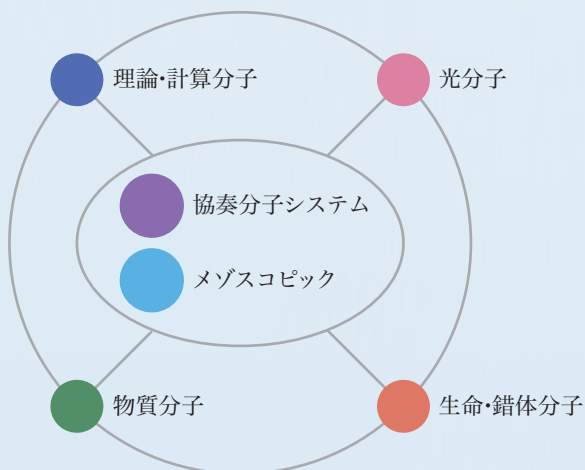 理論・計算分子
光分子
協奏分子システム
メゾスコピック
物質分子
生命・錯体分子